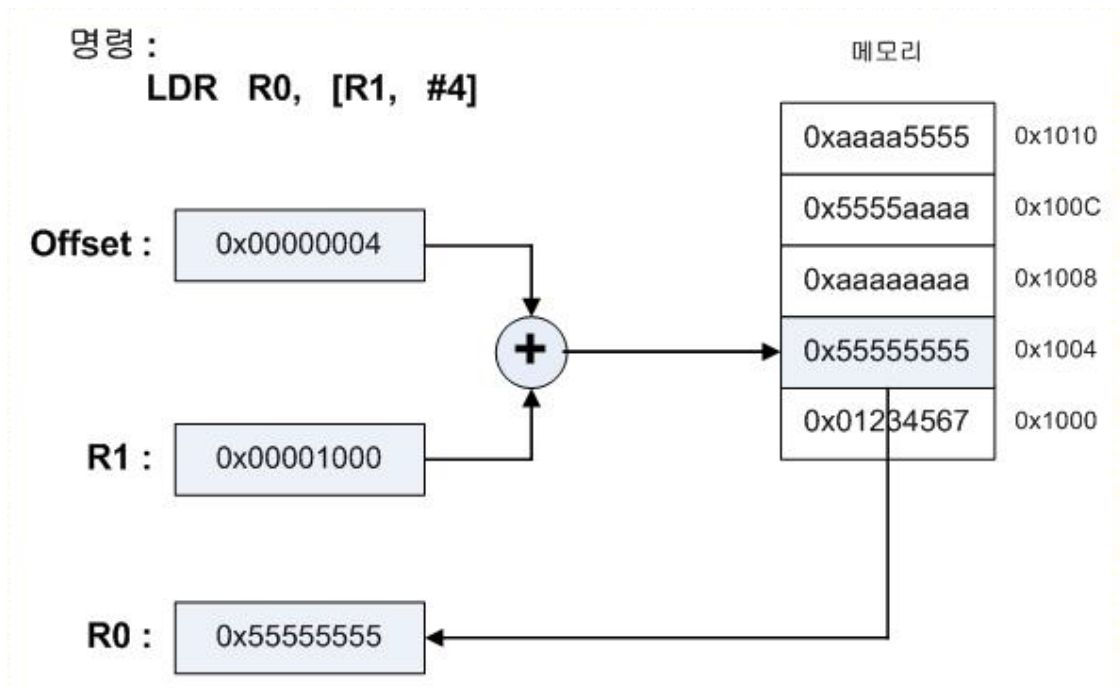 명령 :
LDR R0, [R1, #4]
메모리
0xaaaa5555 0x1010
0x5555aaaa 0x100C
Offset : 0x00000004
0xaaaaaaaa 0x1008
+
0x55555555 0x1004
0x01234567 0x1000
R1 : 0x00001000
R0 : 0x55555555